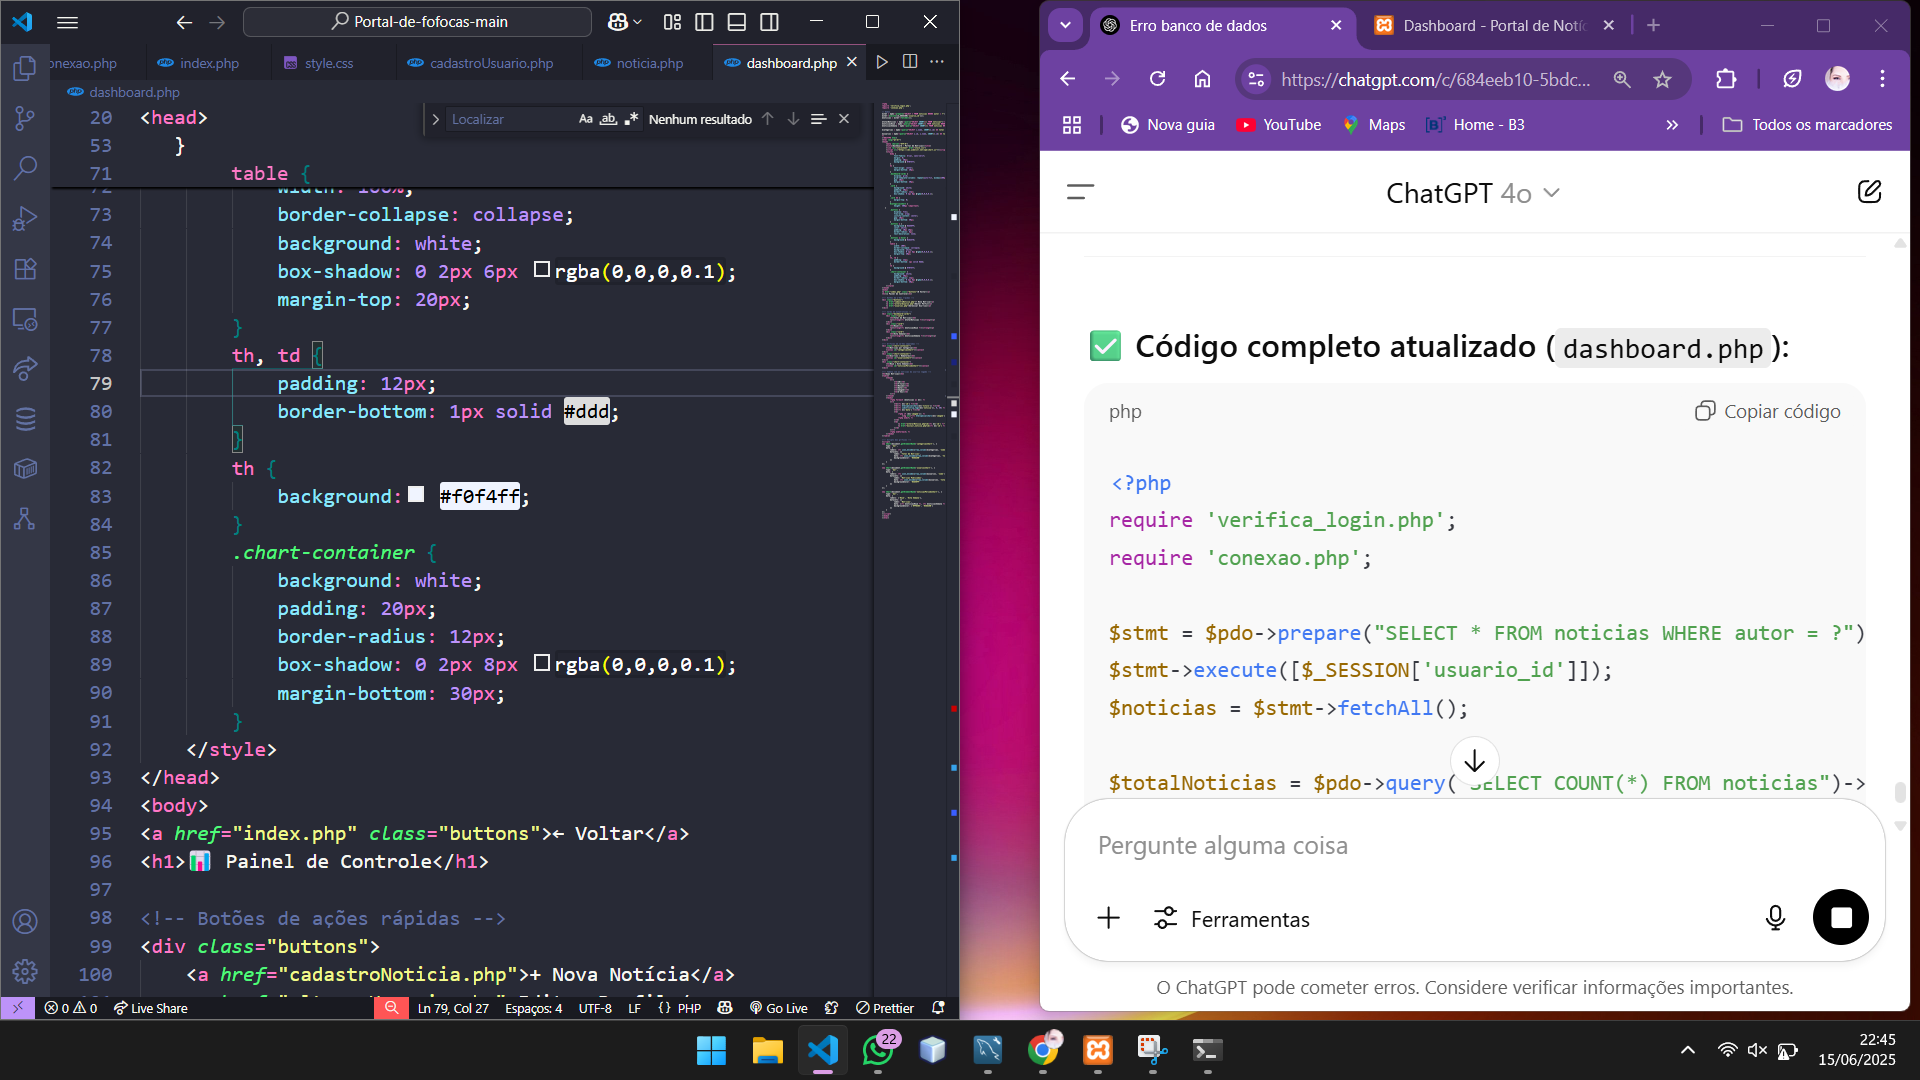 Portal-de-fofocas-main
onexao.php
index.php
style.css
cadastroUsuario.php
noticia.php
dashboard.php
dashboard.php
Localizar
Aa
ab
Nenhum resultado
20 <head>
53 }
71 table {
72 width: 100%;
73 border-collapse: collapse;
74 background: white;
75 box-shadow: 0 2px 6px rgba(0,0,0,0.1);
76 margin-top: 20px;
77 }
78 th, td {
79 padding: 12px;
80 border-bottom: 1px solid #ddd;
81 }
82 th {
83 background: #f0f4ff;
84 }
85 .chart-container {
86 background: white;
87 padding: 20px;
88 border-radius: 12px;
89 box-shadow: 0 2px 8px rgba(0,0,0,0.1);
90 margin-bottom: 30px;
91 }
92 </style>
93 </head>
94 <body>
95 <a href="index.php" class="buttons">← Voltar</a>
96 <h1>📊 Painel de Controle</h1>
97
98 <!-- Botões de ações rápidas -->
99 <div class="buttons">
100 <a href="cadastroNoticia.php">+ Nova Notícia</a>
0 0 Live Share
Ln 79, Col 27
Espaços: 4
UTF-8
LF
{ } PHP
Go Live
Prettier
Erro banco de dados
Dashboard - Portal de Notíc
https://chatgpt.com/c/684eeb10-5bdc...
Nova guia
YouTube
Maps
[B]³
Home - B3
Todos os marcadores
ChatGPT 4o
✅ Código completo atualizado (dashboard.php):
php
Copiar código
<?php
require 'verifica_login.php';
require 'conexao.php';
$stmt = $pdo->prepare("SELECT * FROM noticias WHERE autor = ?")
$stmt->execute([$_SESSION['usuario_id']]);
$noticias = $stmt->fetchAll();
$totalNoticias = $pdo->query("SELECT COUNT(*) FROM noticias")->
Pergunte alguma coisa
Ferramentas
O ChatGPT pode cometer erros. Considere verificar informações importantes.
22
22:45
15/06/2025